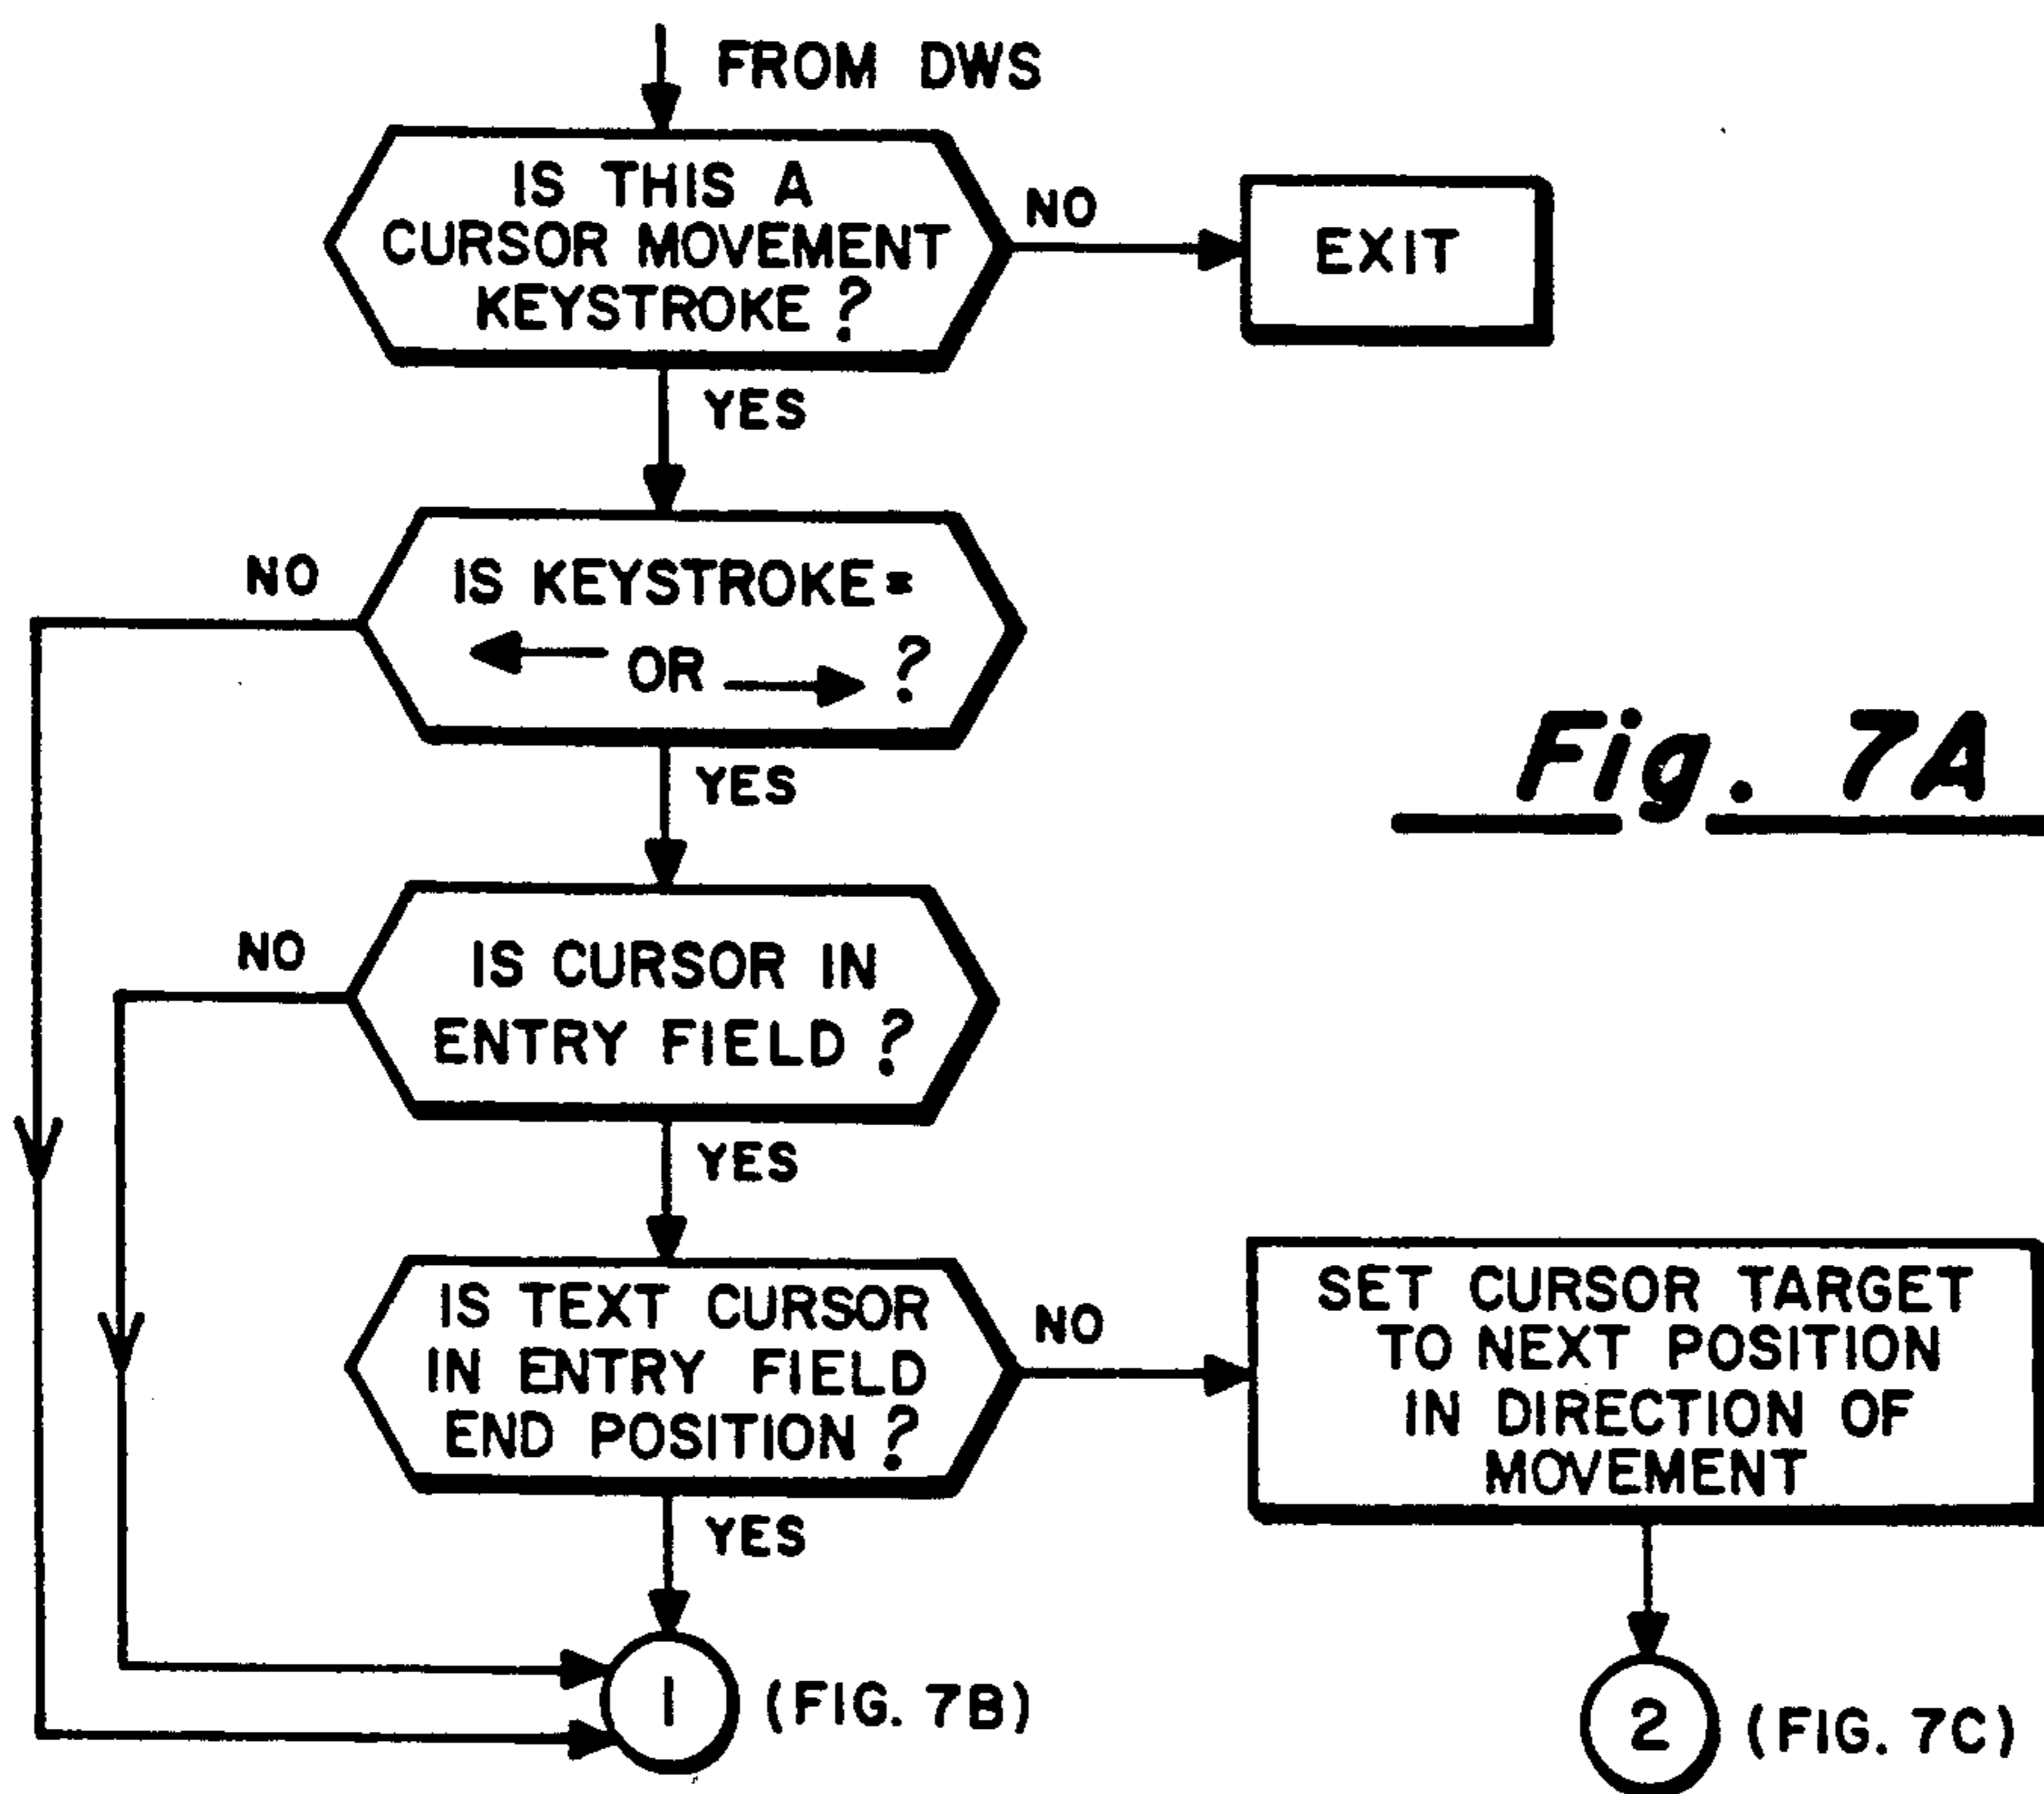 FROM DWS
IS THIS A
CURSOR MOVEMENT
KEYSTROKE ?
NO
EXIT
YES
IS KEYSTROKE=
← OR → ?
NO
YES
Fig. 7A
IS CURSOR IN
ENTRY FIELD ?
NO
YES
IS TEXT CURSOR
IN ENTRY FIELD
END POSITION ?
NO
SET CURSOR TARGET
TO NEXT POSITION
IN DIRECTION OF
MOVEMENT
YES
1 (FIG. 7B)
2 (FIG. 7C)